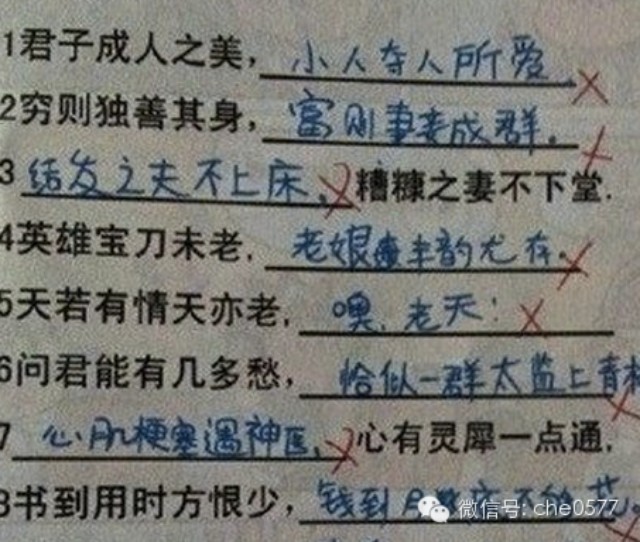 1君子成人之美,小人夺人所爱
2穷则独善其身,富则妻妾成群.
3结发之夫不上床,糟糠之妻不下堂.
4英雄宝刀未老,老娘丰韵尤存.
5天若有情天亦老,噢,老天!
6问君能有几多愁,恰似一群太监上青
7心肌梗塞遇神医,心有灵犀一点通.
8书到用时方恨少,钱到
微信号: che0577